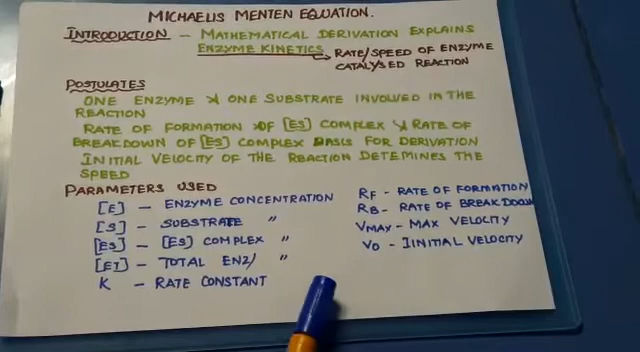 MICHAELIS MENTEN EQUATION.
INTRODUCTION - MATHEMATICAL DERIVATION EXPLAINS
ENZYME KINETICS → RATE/SPEED OF ENZYME
CATALYSED REACTION
POSTULATES
ONE ENZYME & ONE SUBSTRATE INVOLVED IN THE
REACTION
RATE OF FORMATION OF [ES] COMPLEX & RATE OF
BREAKDOWN OF [ES] COMPLEX BASIS FOR DERIVATION
INITIAL VELOCITY OF THE REACTION DETEMINES THE
SPEED
PARAMETERS USED
[E] - ENZYME CONCENTRATION
[S] - SUBSTRATE "
[ES] - [ES] COMPLEX "
[ET] - TOTAL ENZ/ "
K - RATE CONSTANT
RF - RATE OF FORMATION
RB - RATE OF BREAKDOWN
VMAX - MAX VELOCITY
VO - INITIAL VELOCITY